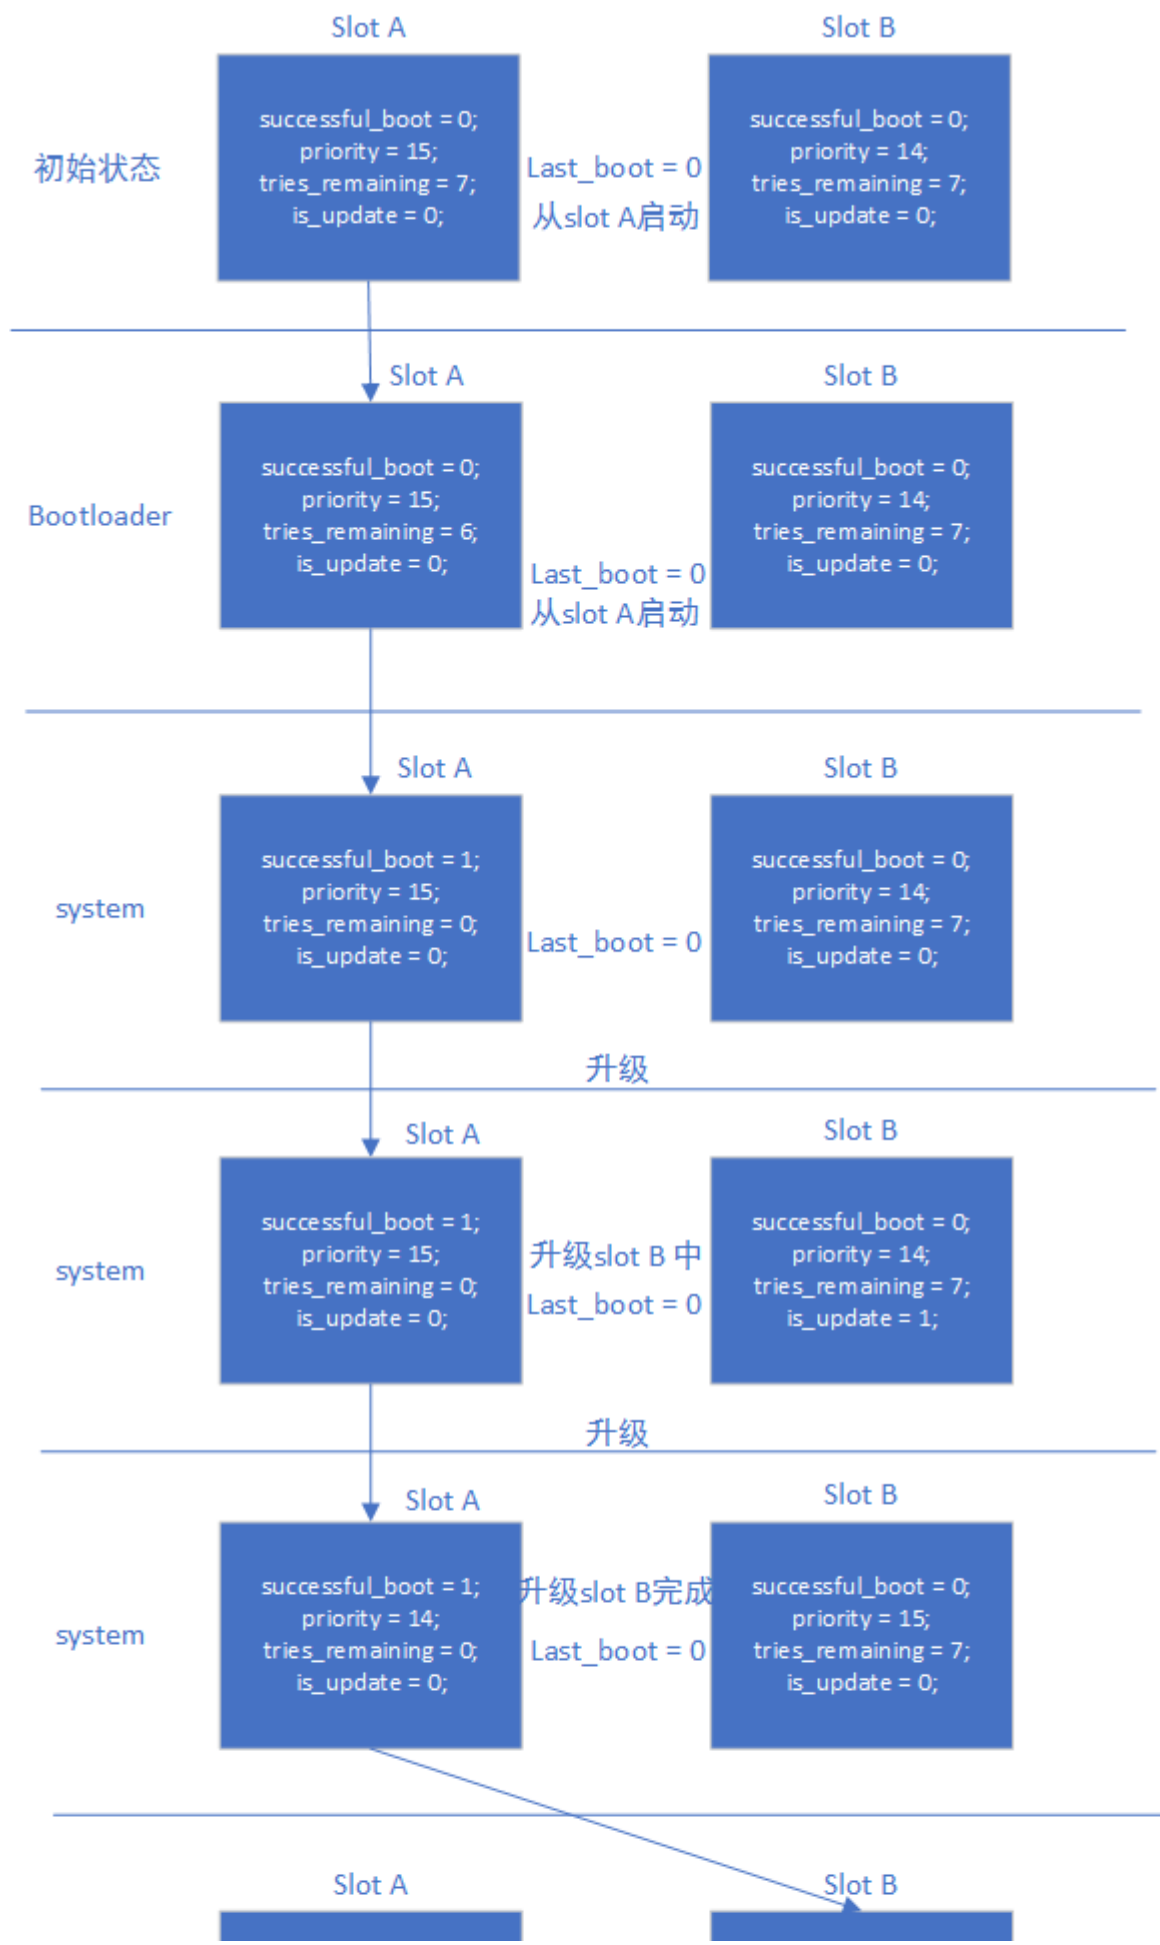 Slot A
Slot B
初始状态
successful_boot = 0;
priority = 15;
tries_remaining = 7;
is_update = 0;
Last_boot = 0
从slot A启动
successful_boot = 0;
priority = 14;
tries_remaining = 7;
is_update = 0;
Slot A
Slot B
Bootloader
successful_boot = 0;
priority = 15;
tries_remaining = 6;
is_update = 0;
Last_boot = 0
从slot A启动
successful_boot = 0;
priority = 14;
tries_remaining = 7;
is_update = 0;
Slot A
Slot B
system
successful_boot = 1;
priority = 15;
tries_remaining = 0;
is_update = 0;
Last_boot = 0
successful_boot = 0;
priority = 14;
tries_remaining = 7;
is_update = 0;
升级
Slot A
Slot B
system
successful_boot = 1;
priority = 15;
tries_remaining = 0;
is_update = 0;
升级slot B 中
Last_boot = 0
successful_boot = 0;
priority = 14;
tries_remaining = 7;
is_update = 1;
升级
Slot A
Slot B
system
successful_boot = 1;
priority = 14;
tries_remaining = 0;
is_update = 0;
升级slot B完成
Last_boot = 0
successful_boot = 0;
priority = 15;
tries_remaining = 7;
is_update = 0;
Slot A
Slot B